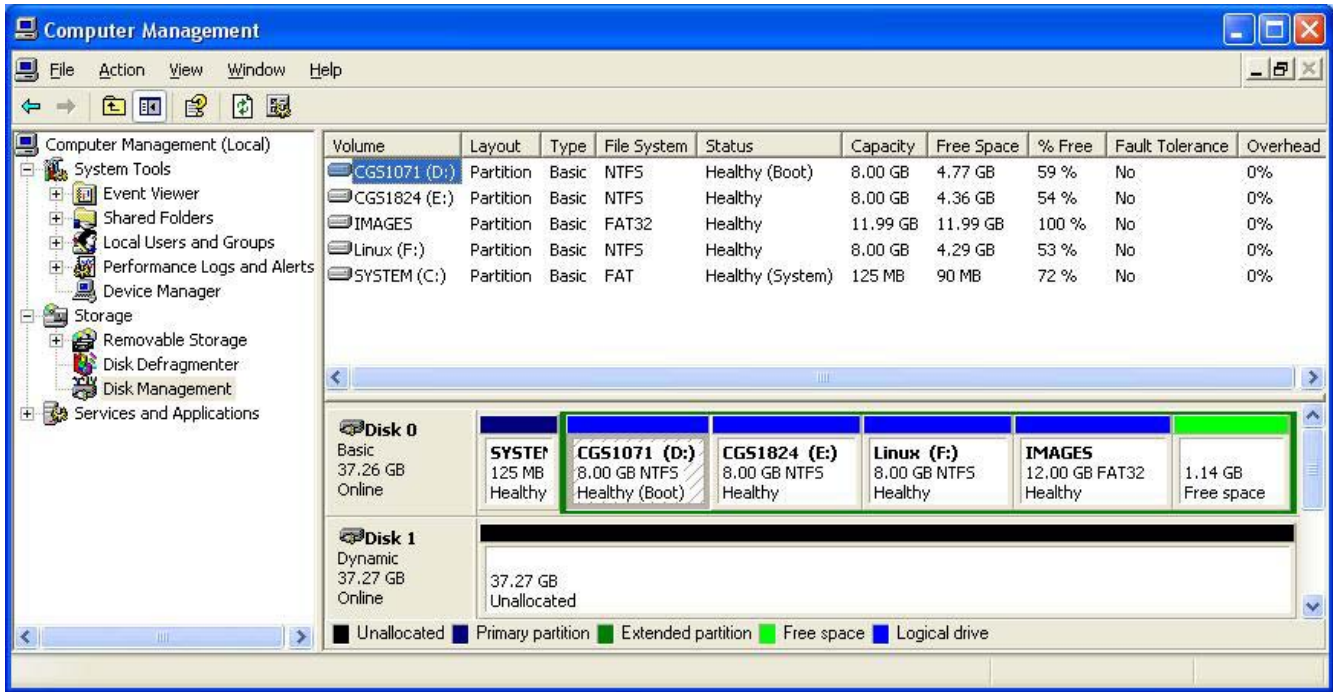 Computer Management
File Action View Window Help
Computer Management (Local)
System Tools
Event Viewer
Shared Folders
Local Users and Groups
Performance Logs and Alerts
Device Manager
Storage
Removable Storage
Disk Defragmenter
Disk Management
Services and Applications
Volume Layout Type File System Status Capacity Free Space % Free Fault Tolerance Overhead
CGS1071 (D:) Partition Basic NTFS Healthy (Boot) 8.00 GB 4.77 GB 59 % No 0%
CGS1824 (E:) Partition Basic NTFS Healthy 8.00 GB 4.36 GB 54 % No 0%
IMAGES Partition Basic FAT32 Healthy 11.99 GB 11.99 GB 100 % No 0%
Linux (F:) Partition Basic NTFS Healthy 8.00 GB 4.29 GB 53 % No 0%
SYSTEM (C:) Partition Basic FAT Healthy (System) 125 MB 90 MB 72 % No 0%
Disk 0
Basic
37.26 GB
Online
SYSTEM
125 MB
Healthy
CGS1071 (D:)
8.00 GB NTFS
Healthy (Boot)
CGS1824 (E:)
8.00 GB NTFS
Healthy
Linux (F:)
8.00 GB NTFS
Healthy
IMAGES
12.00 GB FAT32
Healthy
1.14 GB
Free space
Disk 1
Dynamic
37.27 GB
Online
37.27 GB
Unallocated
Unallocated Primary partition Extended partition Free space Logical drive